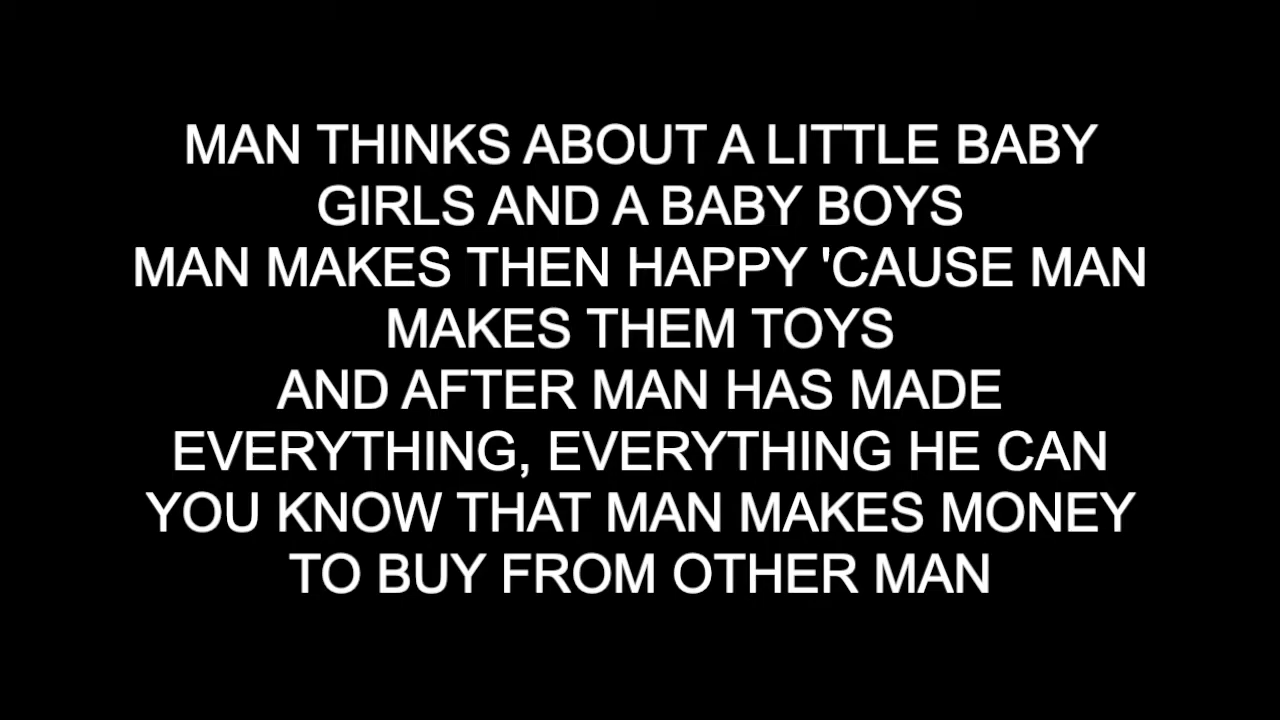 MAN THINKS ABOUT A LITTLE BABY
GIRLS AND A BABY BOYS
MAN MAKES THEN HAPPY 'CAUSE MAN
MAKES THEM TOYS
AND AFTER MAN HAS MADE
EVERYTHING, EVERYTHING HE CAN
YOU KNOW THAT MAN MAKES MONEY
TO BUY FROM OTHER MAN